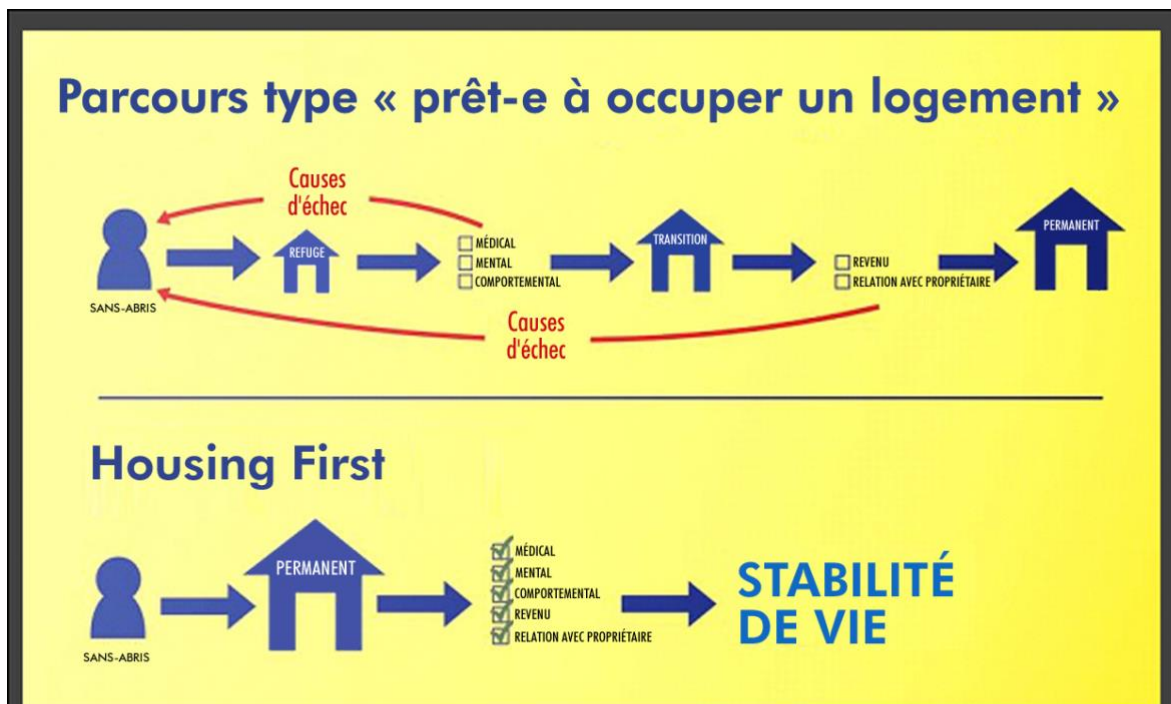 Parcours type « prêt-e à occuper un logement »
Causes
d'échec
SANS-ABRIS
REFUGE
MÉDICAL
MENTAL
COMPORTEMENTAL
TRANSITION
REVENU
RELATION AVEC PROPRIÉTAIRE
PERMANENT
Causes
d'échec
Housing First
SANS-ABRIS
PERMANENT
MÉDICAL
MENTAL
COMPORTEMENTAL
REVENU
RELATION AVEC PROPRIÉTAIRE
STABILITÉ
DE VIE